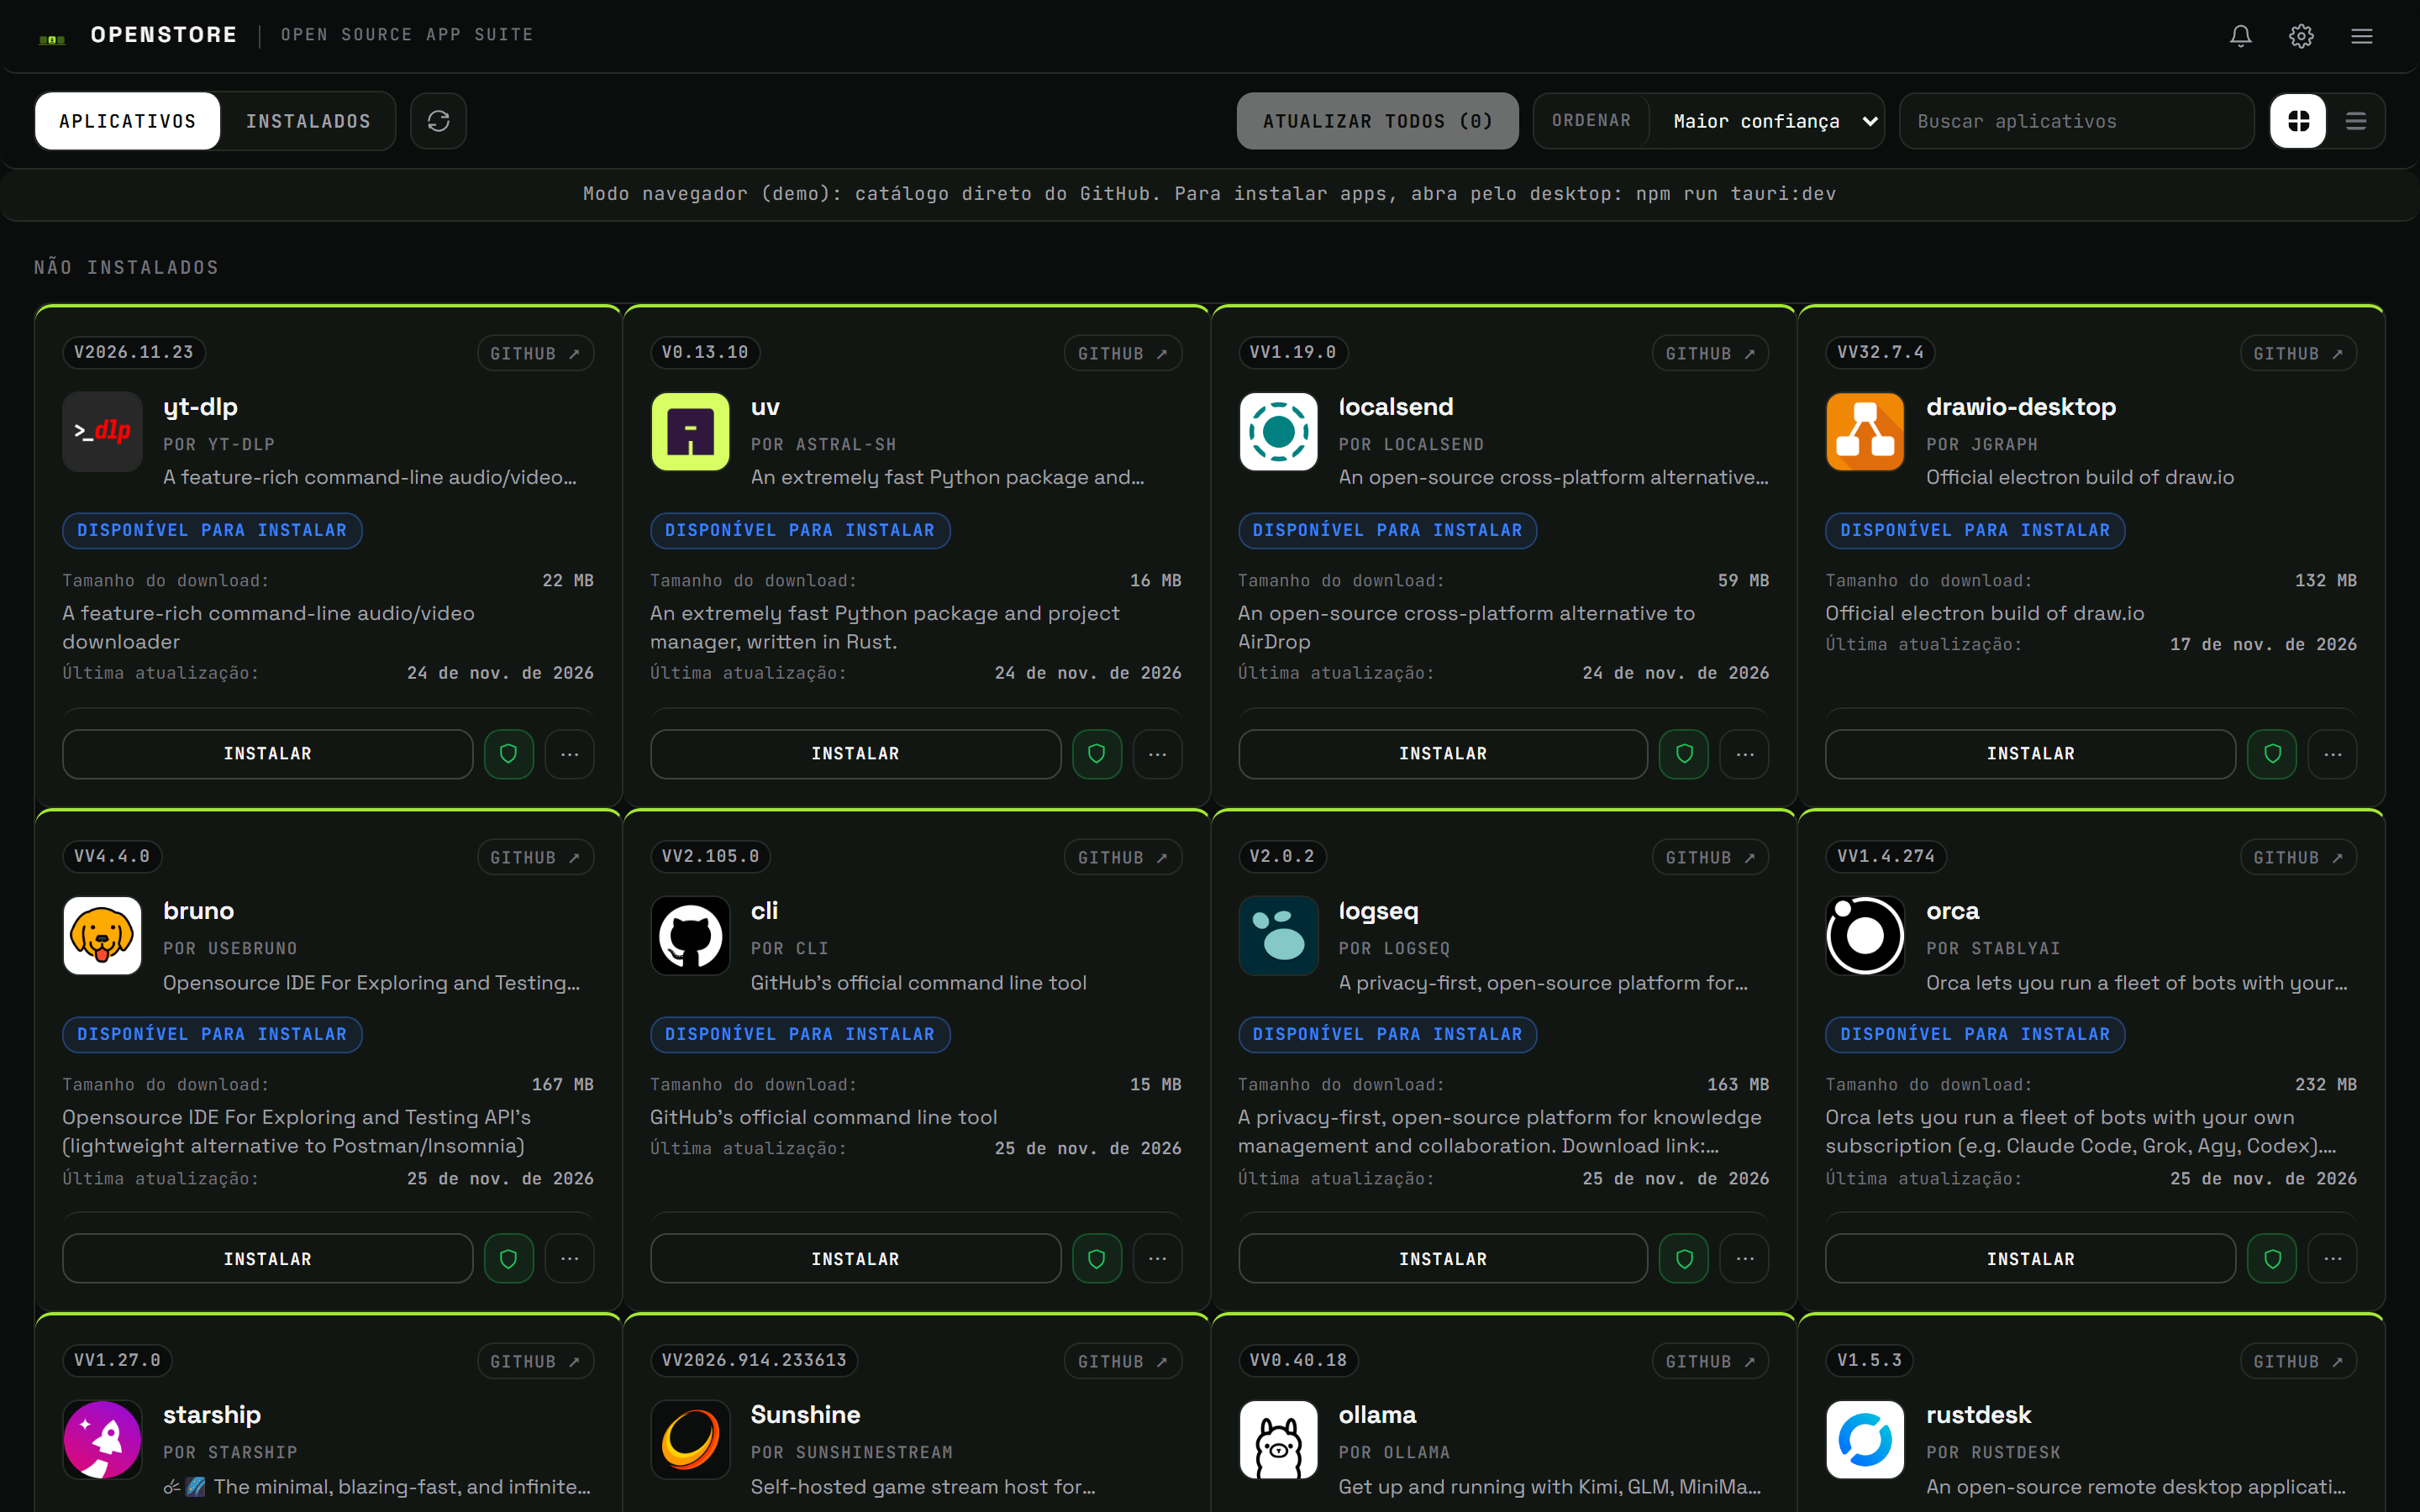 OPENSTORE
OPEN SOURCE APP SUITE
APLICATIVOS
INSTALADOS
ATUALIZAR TODOS (0)
ORDENAR
Maior confiança
Buscar aplicativos
Modo navegador (demo): catálogo direto do GitHub. Para instalar apps, abra pelo desktop: npm run tauri:dev
NÃO INSTALADOS
V2026.11.23
GITHUB ↗
>_dlp
yt-dlp
POR YT-DLP
A feature-rich command-line audio/video…
DISPONÍVEL PARA INSTALAR
Tamanho do download: 22 MB
A feature-rich command-line audio/video
downloader
Última atualização: 24 de nov. de 2026
INSTALAR
...
V0.13.10
GITHUB ↗
uv
POR ASTRAL-SH
An extremely fast Python package and…
DISPONÍVEL PARA INSTALAR
Tamanho do download: 16 MB
An extremely fast Python package and project
manager, written in Rust.
Última atualização: 24 de nov. de 2026
INSTALAR
...
VV1.19.0
GITHUB ↗
localsend
POR LOCALSEND
An open-source cross-platform alternative…
DISPONÍVEL PARA INSTALAR
Tamanho do download: 59 MB
An open-source cross-platform alternative to
AirDrop
Última atualização: 24 de nov. de 2026
INSTALAR
...
VV32.7.4
GITHUB ↗
drawio-desktop
POR JGRAPH
Official electron build of draw.io
DISPONÍVEL PARA INSTALAR
Tamanho do download: 132 MB
Official electron build of draw.io
Última atualização: 17 de nov. de 2026
INSTALAR
...
VV4.4.0
GITHUB ↗
bruno
POR USEBRUNO
Opensource IDE For Exploring and Testing…
DISPONÍVEL PARA INSTALAR
Tamanho do download: 167 MB
Opensource IDE For Exploring and Testing API's
(lightweight alternative to Postman/Insomnia)
Última atualização: 25 de nov. de 2026
INSTALAR
...
VV2.105.0
GITHUB ↗
cli
POR CLI
GitHub's official command line tool
DISPONÍVEL PARA INSTALAR
Tamanho do download: 15 MB
GitHub's official command line tool
Última atualização: 25 de nov. de 2026
INSTALAR
...
V2.0.2
GITHUB ↗
logseq
POR LOGSEQ
A privacy-first, open-source platform for…
DISPONÍVEL PARA INSTALAR
Tamanho do download: 163 MB
A privacy-first, open-source platform for knowledge
management and collaboration. Download link:…
Última atualização: 25 de nov. de 2026
INSTALAR
...
VV1.4.274
GITHUB ↗
orca
POR STABLYAI
Orca lets you run a fleet of bots with your…
DISPONÍVEL PARA INSTALAR
Tamanho do download: 232 MB
Orca lets you run a fleet of bots with your own
subscription (e.g. Claude Code, Grok, Agy, Codex).…
Última atualização: 25 de nov. de 2026
INSTALAR
...
VV1.27.0
GITHUB ↗
starship
POR STARSHIP
The minimal, blazing-fast, and infinite…
VV2026.914.233613
GITHUB ↗
Sunshine
POR SUNSHINESTREAM
Self-hosted game stream host for…
VV0.40.18
GITHUB ↗
ollama
POR OLLAMA
Get up and running with Kimi, GLM, MiniMa…
V1.5.3
GITHUB ↗
rustdesk
POR RUSTDESK
An open-source remote desktop applicati…